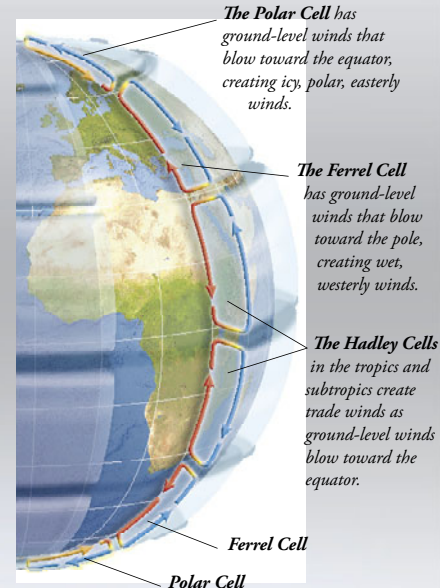 The Polar Cell has
ground-level winds that
blow toward the equator,
creating icy, polar, easterly
winds.
The Ferrel Cell
has ground-level
winds that blow
toward the pole,
creating wet,
westerly winds.
The Hadley Cells
in the tropics and
subtropics create
trade winds as
ground-level winds
blow toward the
equator.
Ferrel Cell
Polar Cell